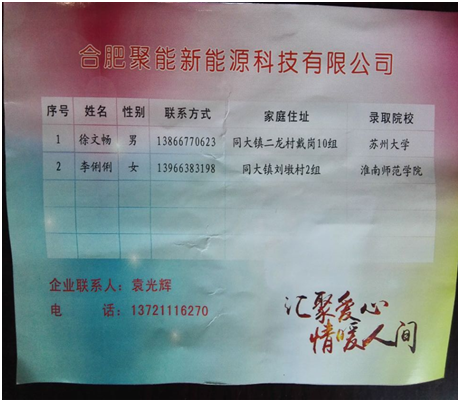 合肥聚能新能源科技有限公司
序号 姓名 性别 联系方式 家庭住址 录取院校
1 徐文畅 男 13866770623 同大镇二龙村戴岗10组 苏州大学
2 李俐俐 女 13966383198 同大镇刘墩村2组 淮南师范学院
企业联系人：袁光辉
电 话：13721116270
汇聚爱心
情暖人间